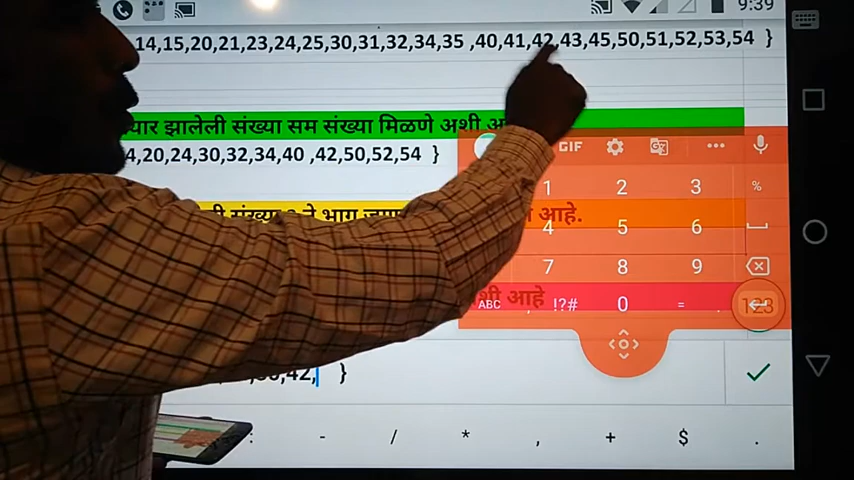 9:39
14,15,20,21,23,24,25,30,31,32,34,35 ,40,41,42,43,45,50,51,52,53,54 }
झालेली संख्या सम संख्या मिळणे अशी
4,20,24,30,32,34,40 ,42,50,52,54 }
GIF
1 2 3 %
आहे.
4 5 6
7 8 9
आहे
ABC , !?# 0 = . 123
42, }
- / * , + $ .